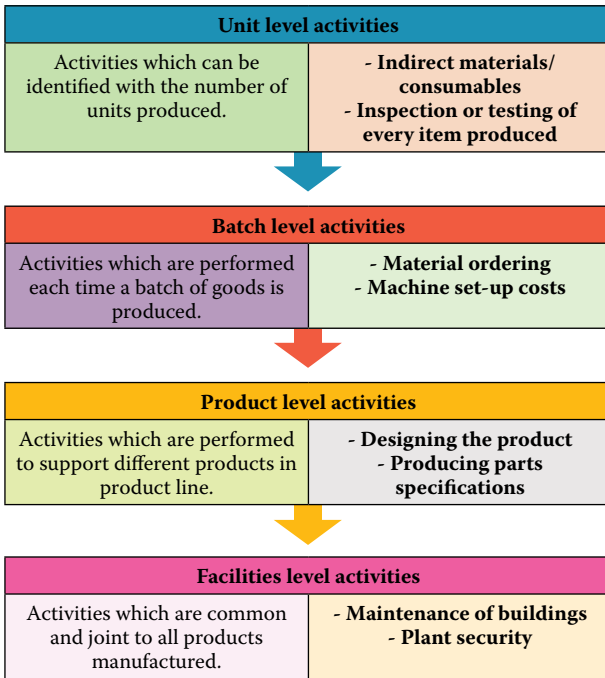 Unit level activities
Activities which can be
identified with the number of
units produced.
- Indirect materials/
consumables
- Inspection or testing of
every item produced
Batch level activities
Activities which are performed
each time a batch of goods is
produced.
- Material ordering
- Machine set-up costs
Product level activities
Activities which are performed
to support different products in
product line.
- Designing the product
- Producing parts
specifications
Facilities level activities
Activities which are common
and joint to all products
manufactured.
- Maintenance of buildings
- Plant security